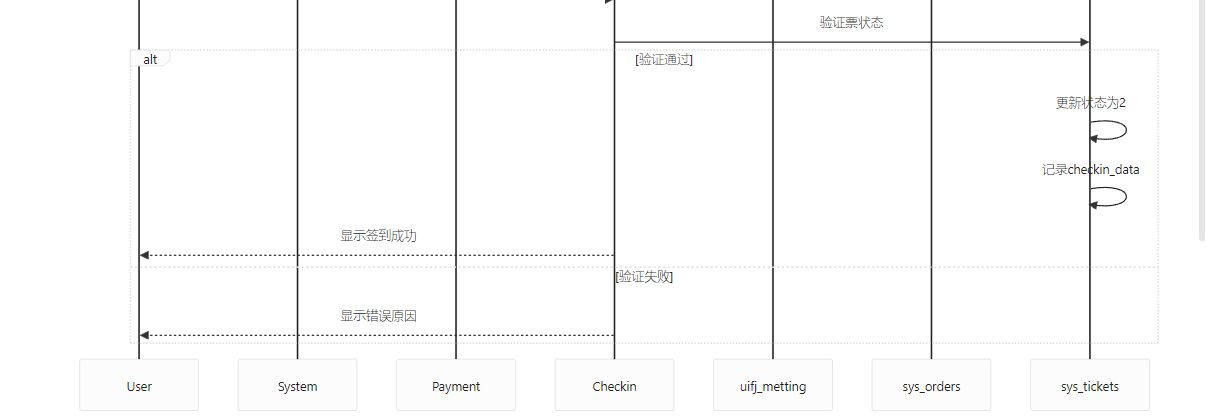 验证票状态
alt
[验证通过]
更新状态为2
记录checkin_data
显示签到成功
[验证失败]
显示错误原因
User
System
Payment
Checkin
uifj_metting
sys_orders
sys_tickets